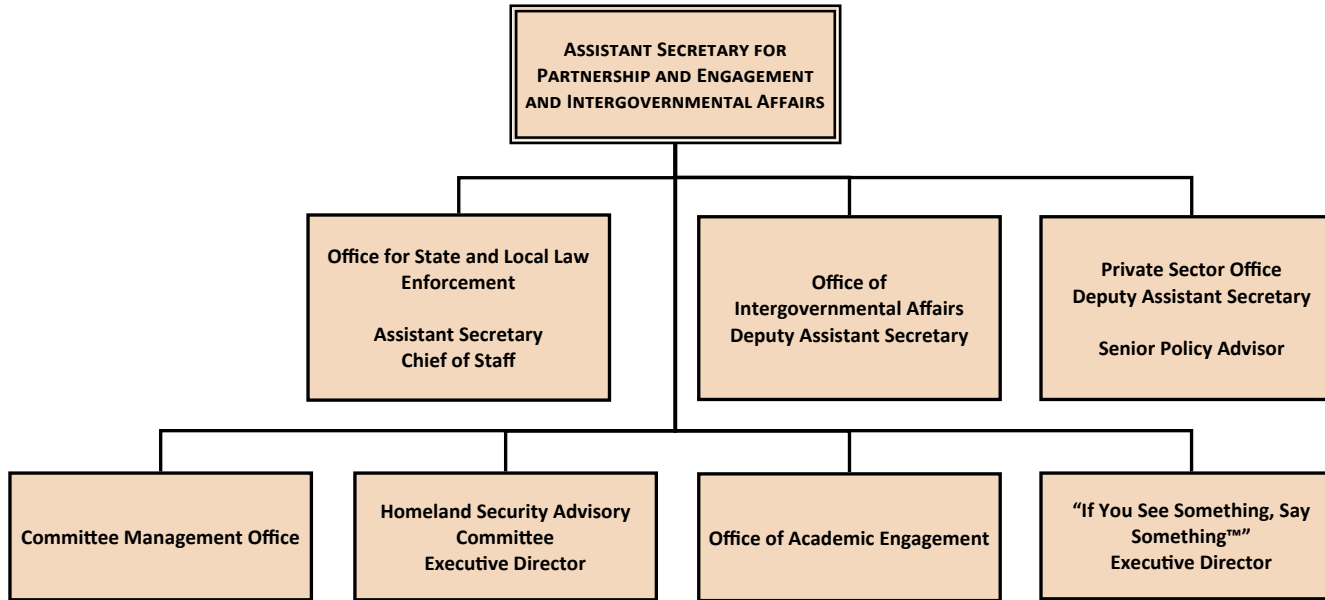 ASSISTANT SECRETARY FOR
PARTNERSHIP AND ENGAGEMENT
AND INTERGOVERNMENTAL AFFAIRS
Office for State and Local Law
Enforcement
Assistant Secretary
Chief of Staff
Office of
Intergovernmental Affairs
Deputy Assistant Secretary
Private Sector Office
Deputy Assistant Secretary
Senior Policy Advisor
Committee Management Office
Homeland Security Advisory
Committee
Executive Director
Office of Academic Engagement
“If You See Something, Say
Something™”
Executive Director